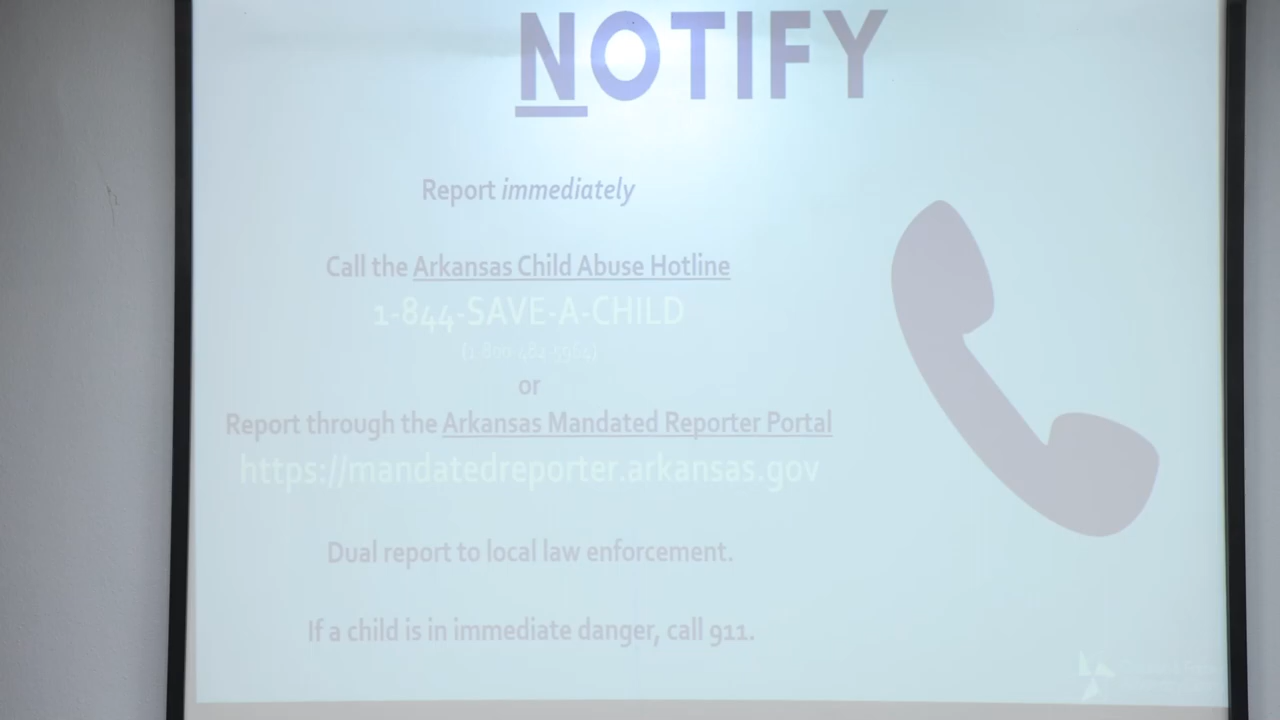 NOTIFY
Report immediately
Call the Arkansas Child Abuse Hotline
1-844-SAVE-A-CHILD
or
Report through the Arkansas Mandated Reporter Portal
https://mandatedreporter.arkansas.gov
Dual report to local law enforcement.
If a child is in immediate danger, call 911.